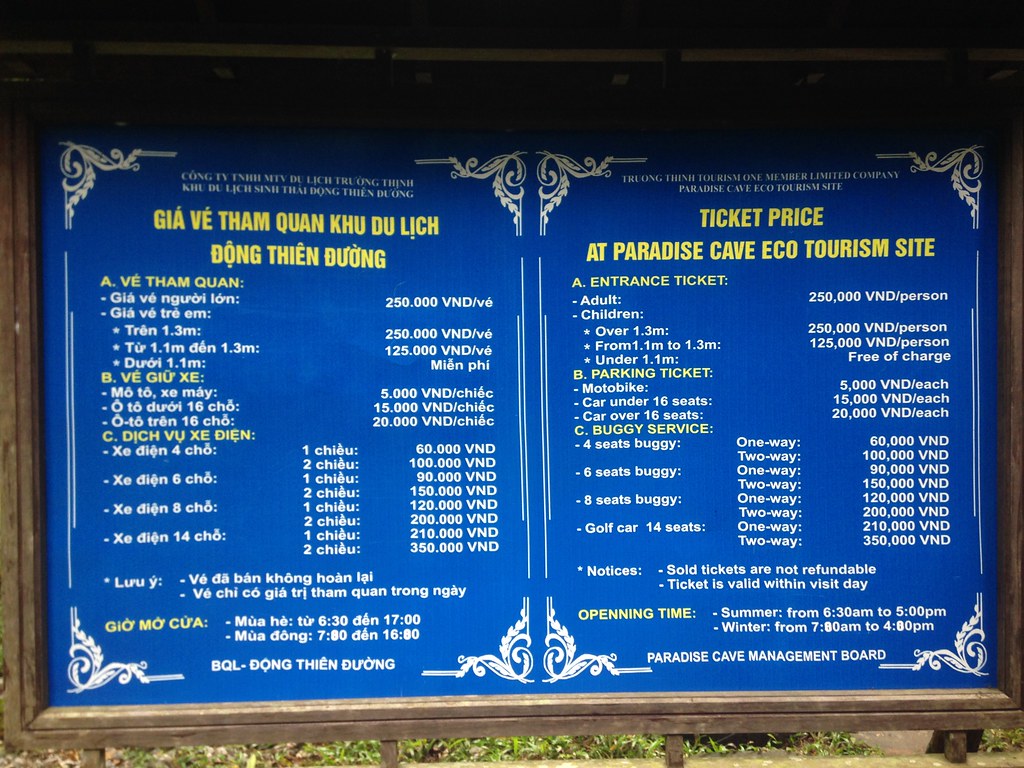 CÔNG TY TNHH MTV DU LỊCH TRƯỜNG THỊNH
KHU DU LỊCH SINH THÁI ĐỘNG THIÊN ĐƯỜNG
GIÁ VÉ THAM QUAN KHU DU LỊCH
ĐỘNG THIÊN ĐƯỜNG
A. VÉ THAM QUAN:
- Giá vé người lớn: 250.000 VND/vé
- Giá vé trẻ em:
* Trên 1.3m: 250.000 VND/vé
* Từ 1.1m đến 1.3m: 125.000 VND/vé
* Dưới 1.1m: Miễn phí
B. VÉ GIỮ XE:
- Mô tô, xe máy: 5.000 VND/chiếc
- Ô tô dưới 16 chỗ: 15.000 VND/chiếc
- Ô-tô trên 16 chỗ: 20.000 VND/chiếc
C. DỊCH VỤ XE ĐIỆN:
- Xe điện 4 chỗ: 1 chiều: 60.000 VND
2 chiều: 100.000 VND
- Xe điện 6 chỗ: 1 chiều: 90.000 VND
2 chiều: 150.000 VND
- Xe điện 8 chỗ: 1 chiều: 120.000 VND
2 chiều: 200.000 VND
- Xe điện 14 chỗ: 1 chiều: 210.000 VND
2 chiều: 350.000 VND
* Lưu ý: - Vé đã bán không hoàn lại
- Vé chỉ có giá trị tham quan trong ngày
GIỜ MỞ CỬA: - Mùa hè: từ 6:30 đến 17:00
- Mùa đông: 7:00 đến 16:00
BQL- ĐỘNG THIÊN ĐƯỜNG
TRUONG THINH TOURISM ONE MEMBER LIMITED COMPANY
PARADISE CAVE ECO TOURISM SITE
TICKET PRICE
AT PARADISE CAVE ECO TOURISM SITE
A. ENTRANCE TICKET:
- Adult: 250,000 VND/person
- Children:
* Over 1.3m: 250,000 VND/person
* From1.1m to 1.3m: 125,000 VND/person
* Under 1.1m: Free of charge
B. PARKING TICKET:
- Motobike: 5,000 VND/each
- Car under 16 seats: 15,000 VND/each
- Car over 16 seats: 20,000 VND/each
C. BUGGY SERVICE:
- 4 seats buggy: One-way: 60,000 VND
Two-way: 100,000 VND
- 6 seats buggy: One-way: 90,000 VND
Two-way: 150,000 VND
- 8 seats buggy: One-way: 120,000 VND
Two-way: 200,000 VND
- Golf car 14 seats: One-way: 210,000 VND
Two-way: 350,000 VND
* Notices: - Sold tickets are not refundable
- Ticket is valid within visit day
OPENNING TIME: - Summer: from 6:30am to 5:00pm
- Winter: from 7:00am to 4:00pm
PARADISE CAVE MANAGEMENT BOARD